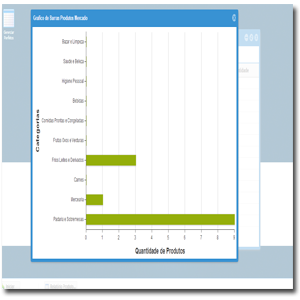 Grafico de Barras Produtos Mercado
Categorias
Bazar e Limpeza
Saude e Beleza
Higiene Pessoal
Bebidas
Comidas Prontas e Congeladas
Frutas Ovos e Verduras
Frios Leites e Derivados
Carnes
Mercearia
Padaria e Sobremesas
0 1 2 3 4 5 6 7 8 9
Quantidade de Produtos